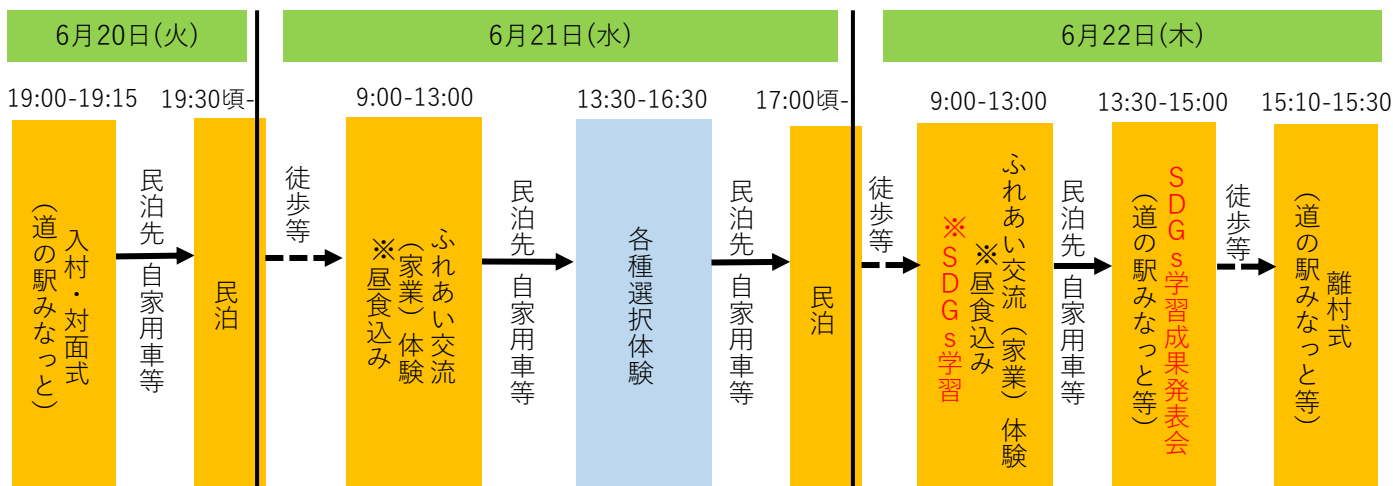 6月20日(火)
6月21日(水)
6月22日(木)
19:00-19:15
19:30頃-
9:00-13:00
13:30-16:30
17:00頃-
9:00-13:00
13:30-15:00
15:10-15:30
入村・対面式
（道の駅みなっと）
民泊先
自家用車等
民泊
徒歩等
ふれあい交流
（家業）体験
※昼食込み
民泊先
自家用車等
各種選択体験
民泊先
自家用車等
民泊
徒歩等
ふれあい交流（家業）体験
※昼食込み
※SDGs学習
民泊先
自家用車等
SDGs学習成果発表会
（道の駅みなっと等）
徒歩等
離村式
（道の駅みなっと等）